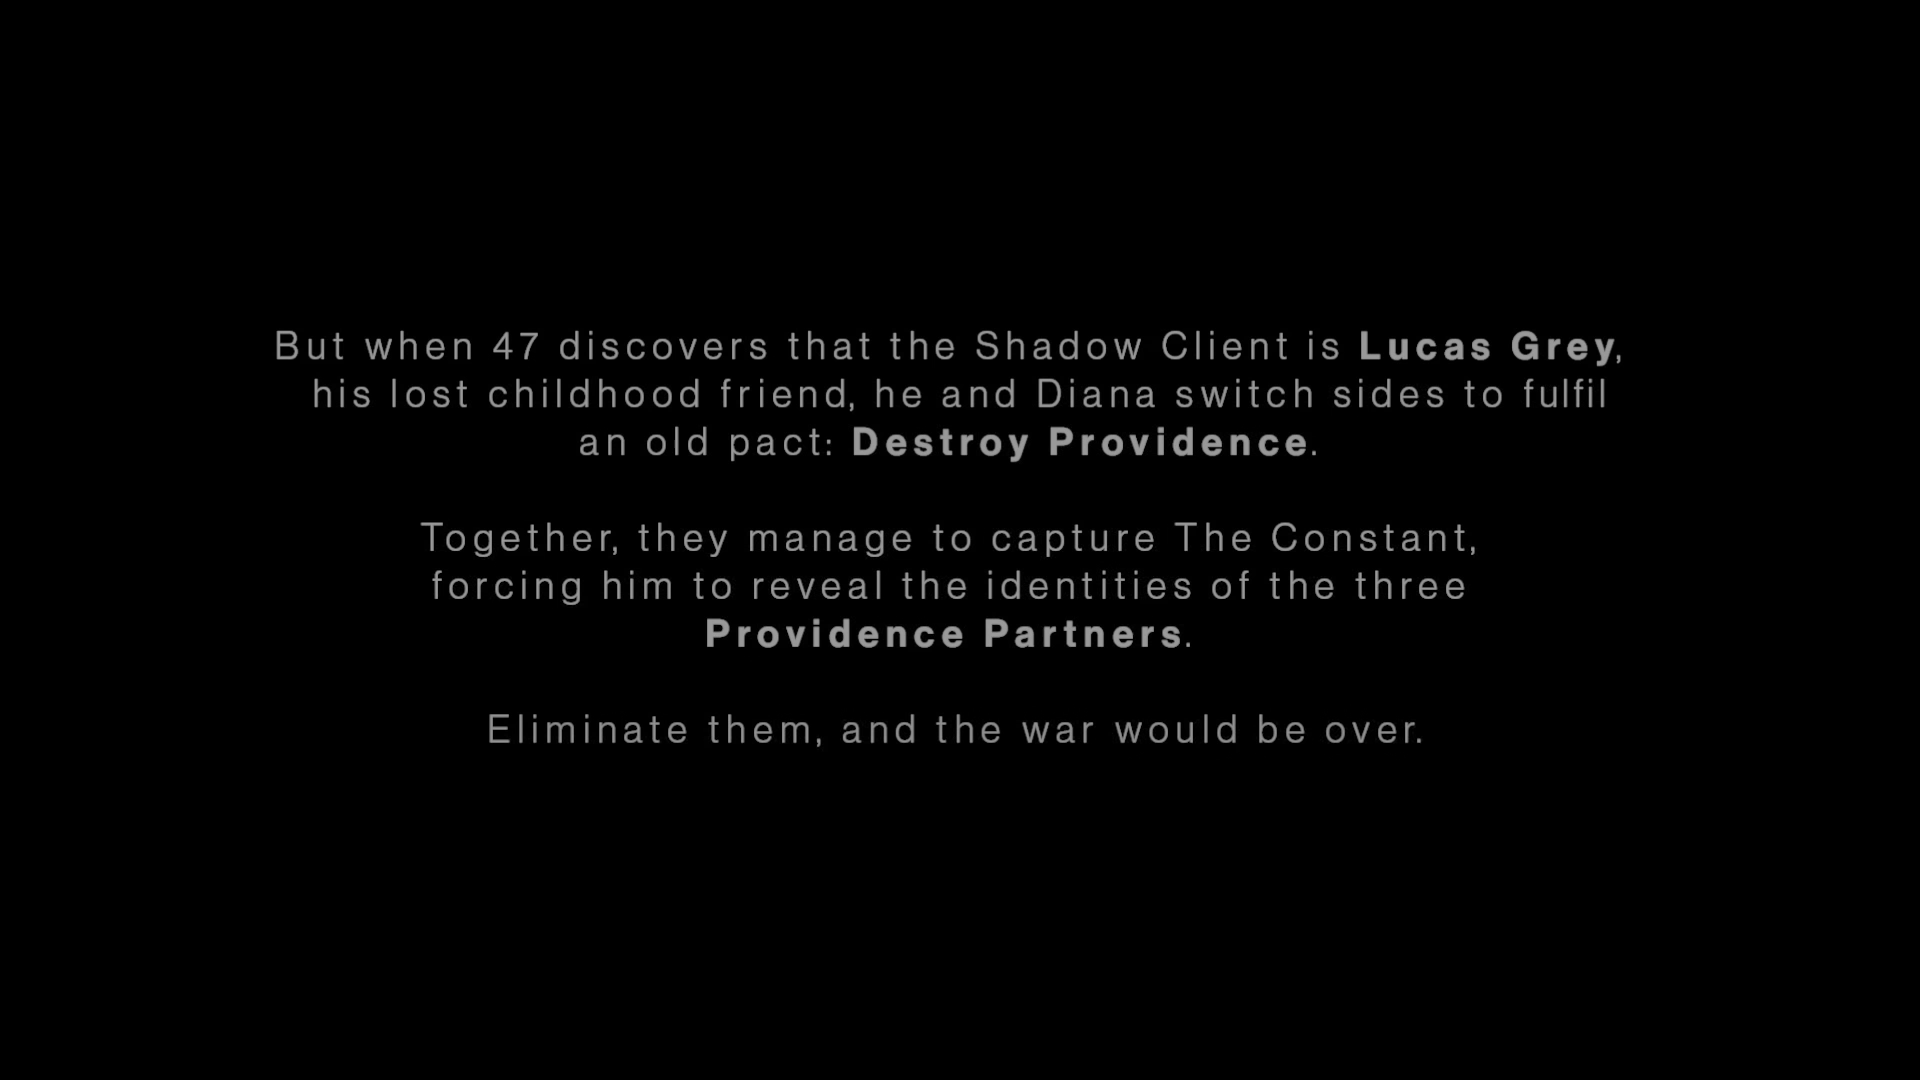 But when 47 discovers that the Shadow Client is Lucas Grey,
his lost childhood friend, he and Diana switch sides to fulfil
an old pact: Destroy Providence.
Together, they manage to capture The Constant,
forcing him to reveal the identities of the three
Providence Partners.
Eliminate them, and the war would be over.